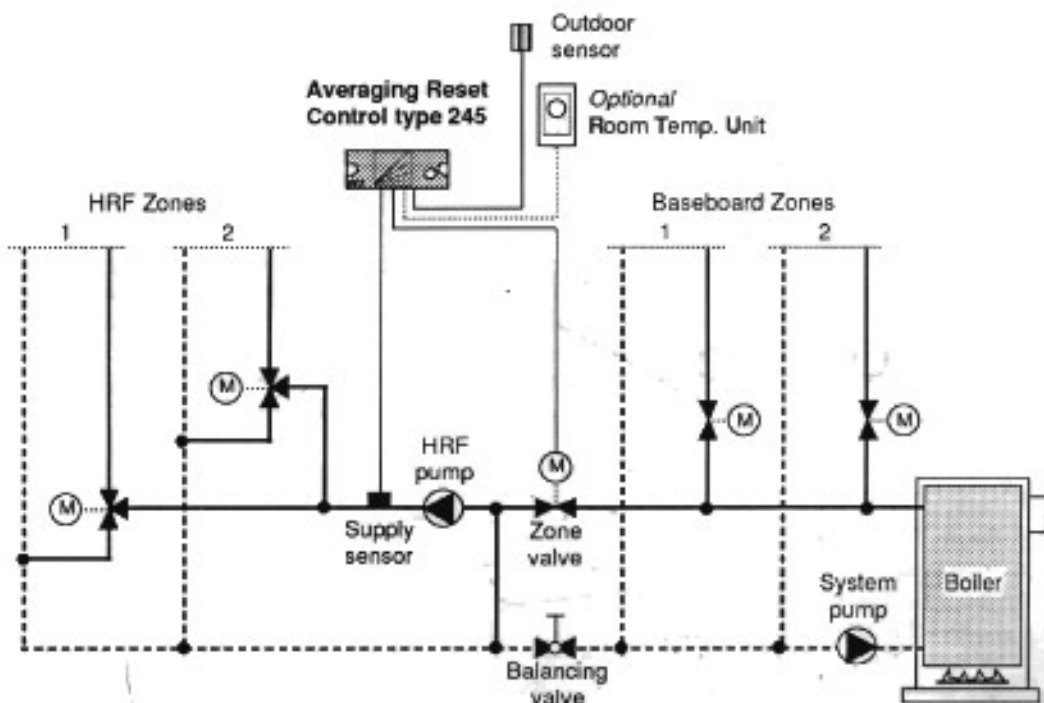 Outdoor
sensor
Averaging Reset
Control type 245
Optional
Room Temp. Unit
HRF Zones
1
2
Baseboard Zones
1
2
M
M
M
M
HRF
pump
M
M
Supply
sensor
Zone
valve
System
pump
Boiler
Balancing
valve